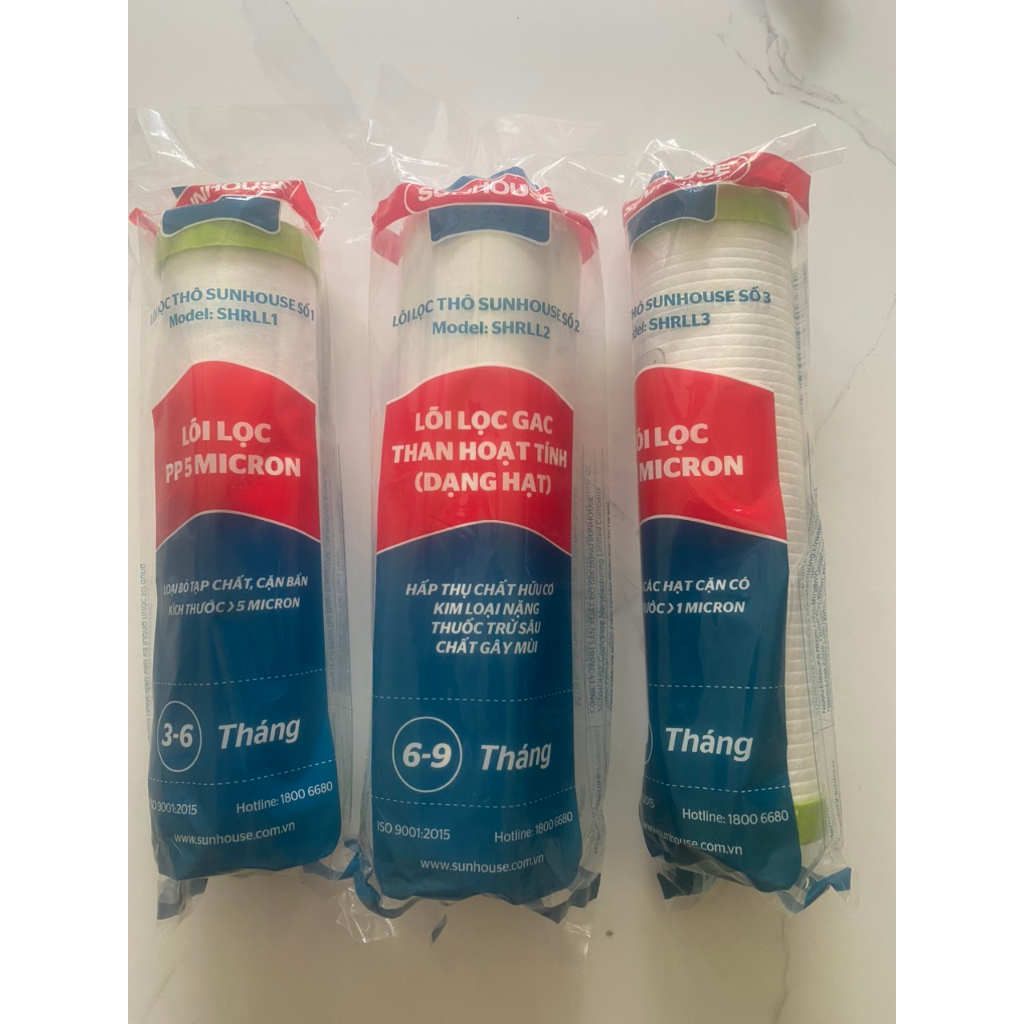 SUNHOUSE
LÕI LỌC THÔ SUNHOUSE SỐ 1
Model: SHRLL1
LÕI LỌC
PP 5 MICRON
LOẠI BỎ TẠP CHẤT, CẶN BẨN
KÍCH THƯỚC > 5 MICRON
3-6 Tháng
ISO 9001:2015 Hotline: 1800 6680
www.sunhouse.com.vn
SUNHOUSE
LÕI LỌC THÔ SUNHOUSE SỐ 2
Model: SHRLL2
LÕI LỌC GAC
THAN HOẠT TÍNH
(DẠNG HẠT)
HẤP THỤ CHẤT HỮU CƠ
KIM LOẠI NẶNG
THUỐC TRỪ SÂU
CHẤT GÂY MÙI
6-9 Tháng
ISO 9001:2015 Hotline: 1800 6680
www.sunhouse.com.vn
SUNHOUSE
THÔ SUNHOUSE SỐ 3
Model: SHRLL3
LÕI LỌC
MICRON
CÁC HẠT CẶN CÓ
THƯỚC > 1 MICRON
Tháng
Hotline: 1800 6680
www.sunhouse.com.vn